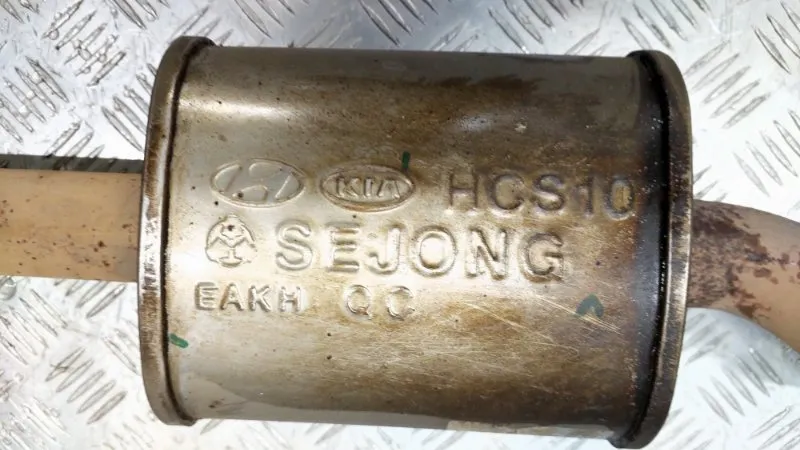 KIA HCS10
SEJONG
EAKH QC